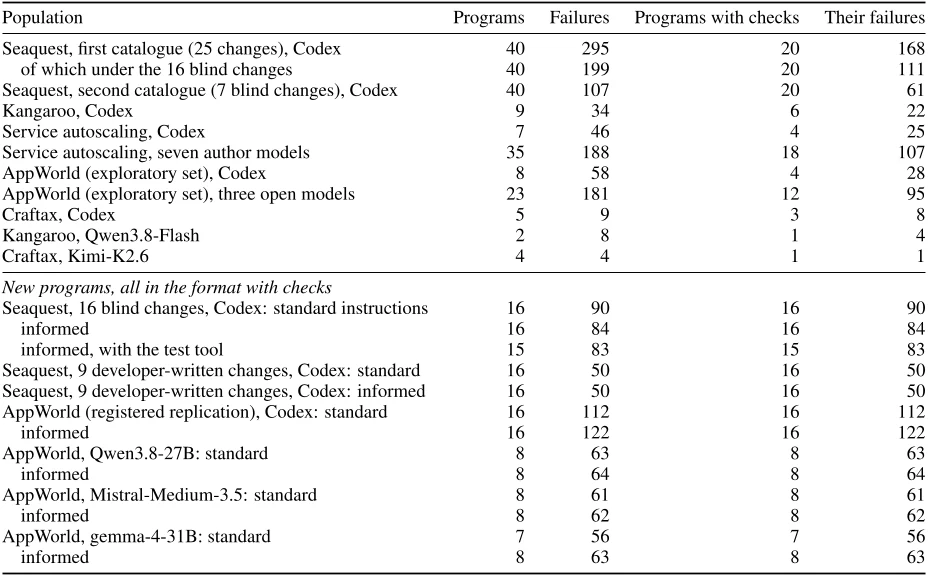 Population Programs Failures Programs with checks Their failures
Seaquest, first catalogue (25 changes), Codex 40 295 20 168
of which under the 16 blind changes 40 199 20 111
Seaquest, second catalogue (7 blind changes), Codex 40 107 20 61
Kangaroo, Codex 9 34 6 22
Service autoscaling, Codex 7 46 4 25
Service autoscaling, seven author models 35 188 18 107
AppWorld (exploratory set), Codex 8 58 4 28
AppWorld (exploratory set), three open models 23 181 12 95
Craftax, Codex 5 9 3 8
Kangaroo, Qwen3.8-Flash 2 8 1 4
Craftax, Kimi-K2.6 4 4 1 1
New programs, all in the format with checks
Seaquest, 16 blind changes, Codex: standard instructions 16 90 16 90
informed 16 84 16 84
informed, with the test tool 15 83 15 83
Seaquest, 9 developer-written changes, Codex: standard 16 50 16 50
Seaquest, 9 developer-written changes, Codex: informed 16 50 16 50
AppWorld (registered replication), Codex: standard 16 112 16 112
informed 16 122 16 122
AppWorld, Qwen3.8-27B: standard 8 63 8 63
informed 8 64 8 64
AppWorld, Mistral-Medium-3.5: standard 8 61 8 61
informed 8 62 8 62
AppWorld, gemma-4-31B: standard 7 56 7 56
informed 8 63 8 63